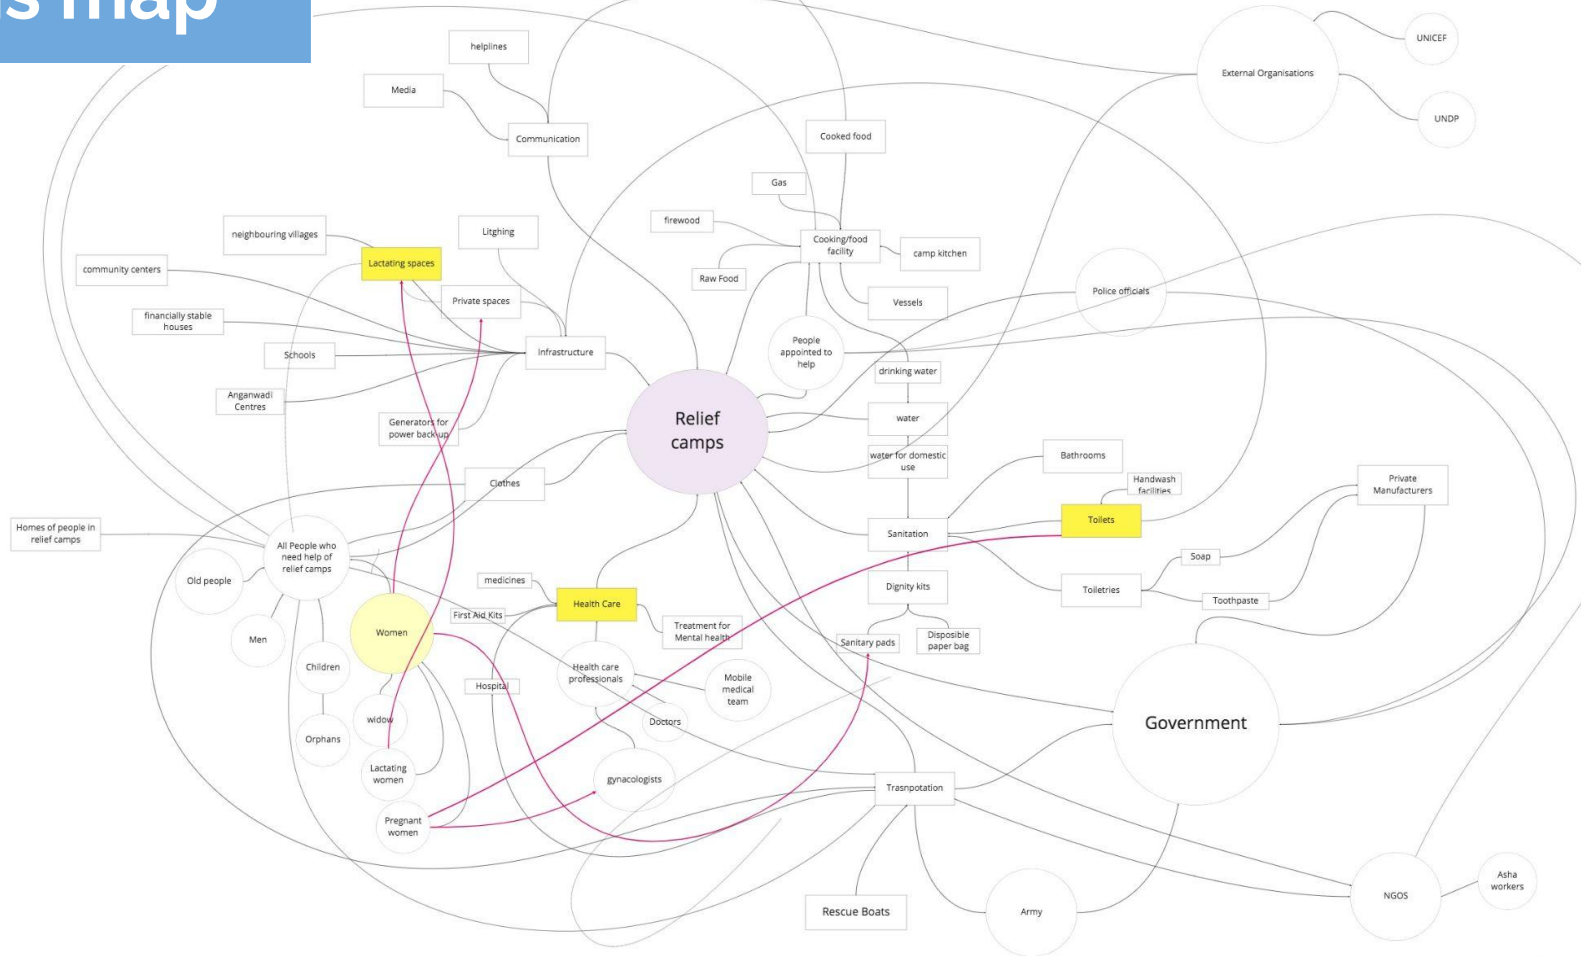 s map
helplines
UNICEF
External Organisations
Media
UNDP
Communication
Cooked food
Gas
firewood
neighbouring villages
Litghing
Cooking/food
facility
camp kitchen
Lactating spaces
community centers
Raw Food
Private spaces
Police officials
Vessels
financially stable
houses
Schools
Infrastructure
People
appointed to
help
drinking water
Anganwadi
Centres
Generators for
power back-up
Relief
camps
water
water for domestic
use
Bathrooms
Clothes
Handwash
facilities
Private
Manufacturers
Toilets
Homes of people in
relief camps
Sanitation
All People who
need help of
relief camps
Soap
Old people
medicines
Dignity kits
Toiletries
Toothpaste
Health Care
First Aid Kits
Women
Men
Treatment for
Mental health
Sanitary pads
Disposible
paper bag
Children
Health care
professionals
Hospital
Mobile
medical
team
widow
Doctors
Government
Orphans
Lactating
women
gynacologists
Trasnpotation
Pregnant
women
Asha
workers
NGOS
Rescue Boats
Army